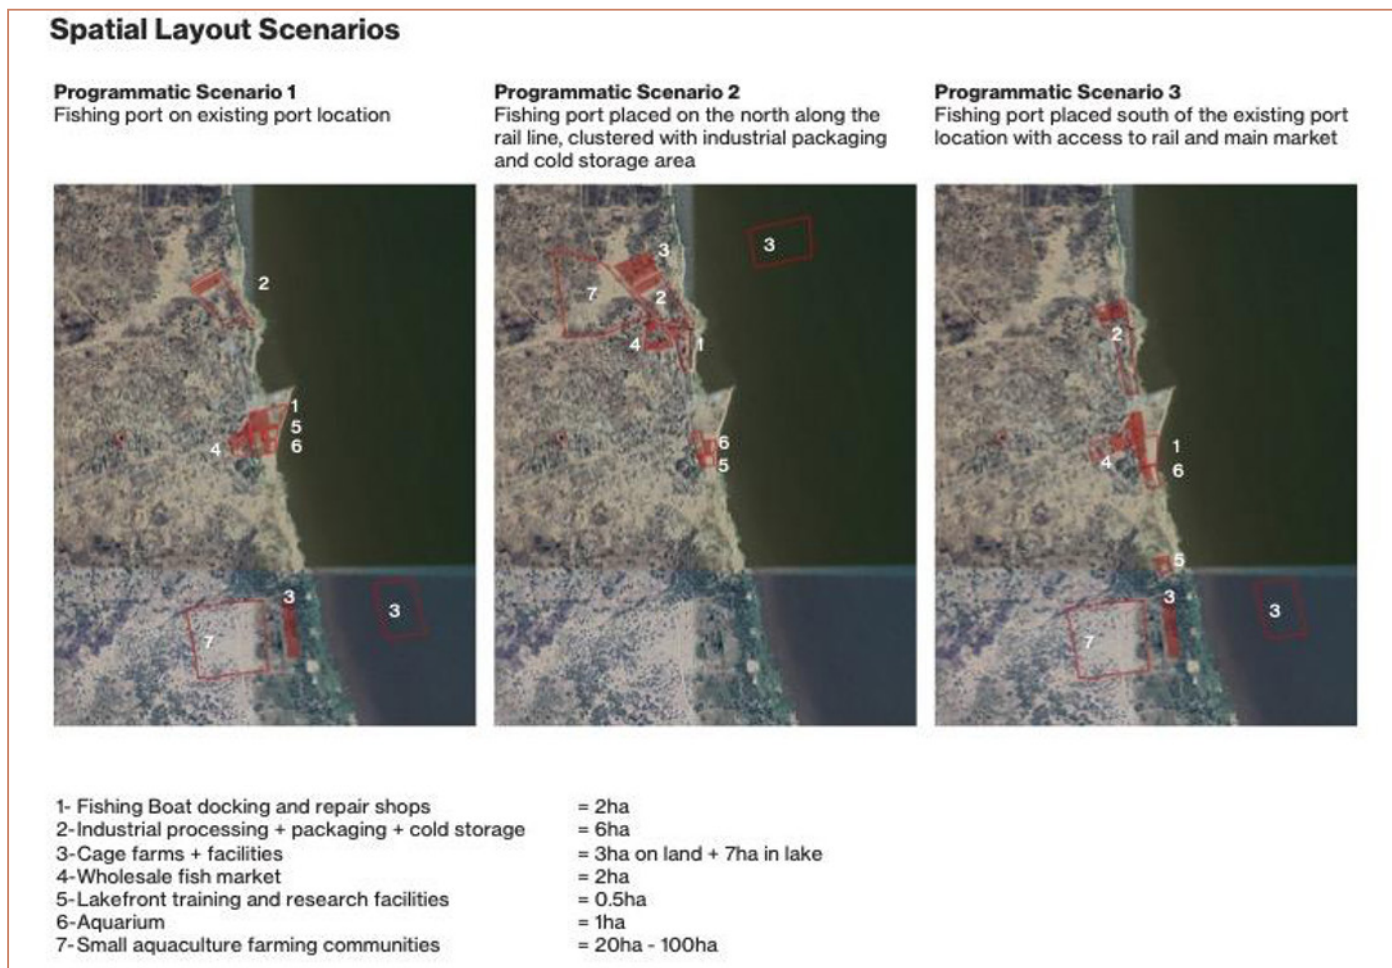 Spatial Layout Scenarios
Programmatic Scenario 1
Fishing port on existing port location
Programmatic Scenario 2
Fishing port placed on the north along the
rail line, clustered with industrial packaging
and cold storage area
Programmatic Scenario 3
Fishing port placed south of the existing port
location with access to rail and main market
2
1
5
6
4
3
3
7
3
3
7
2
4
1
6
5
2
1
4
6
5
3
3
7
1- Fishing Boat docking and repair shops = 2ha
2-Industrial processing + packaging + cold storage = 6ha
3-Cage farms + facilities = 3ha on land + 7ha in lake
4-Wholesale fish market = 2ha
5-Lakefront training and research facilities = 0.5ha
6-Aquarium = 1ha
7-Small aquaculture farming communities = 20ha - 100ha